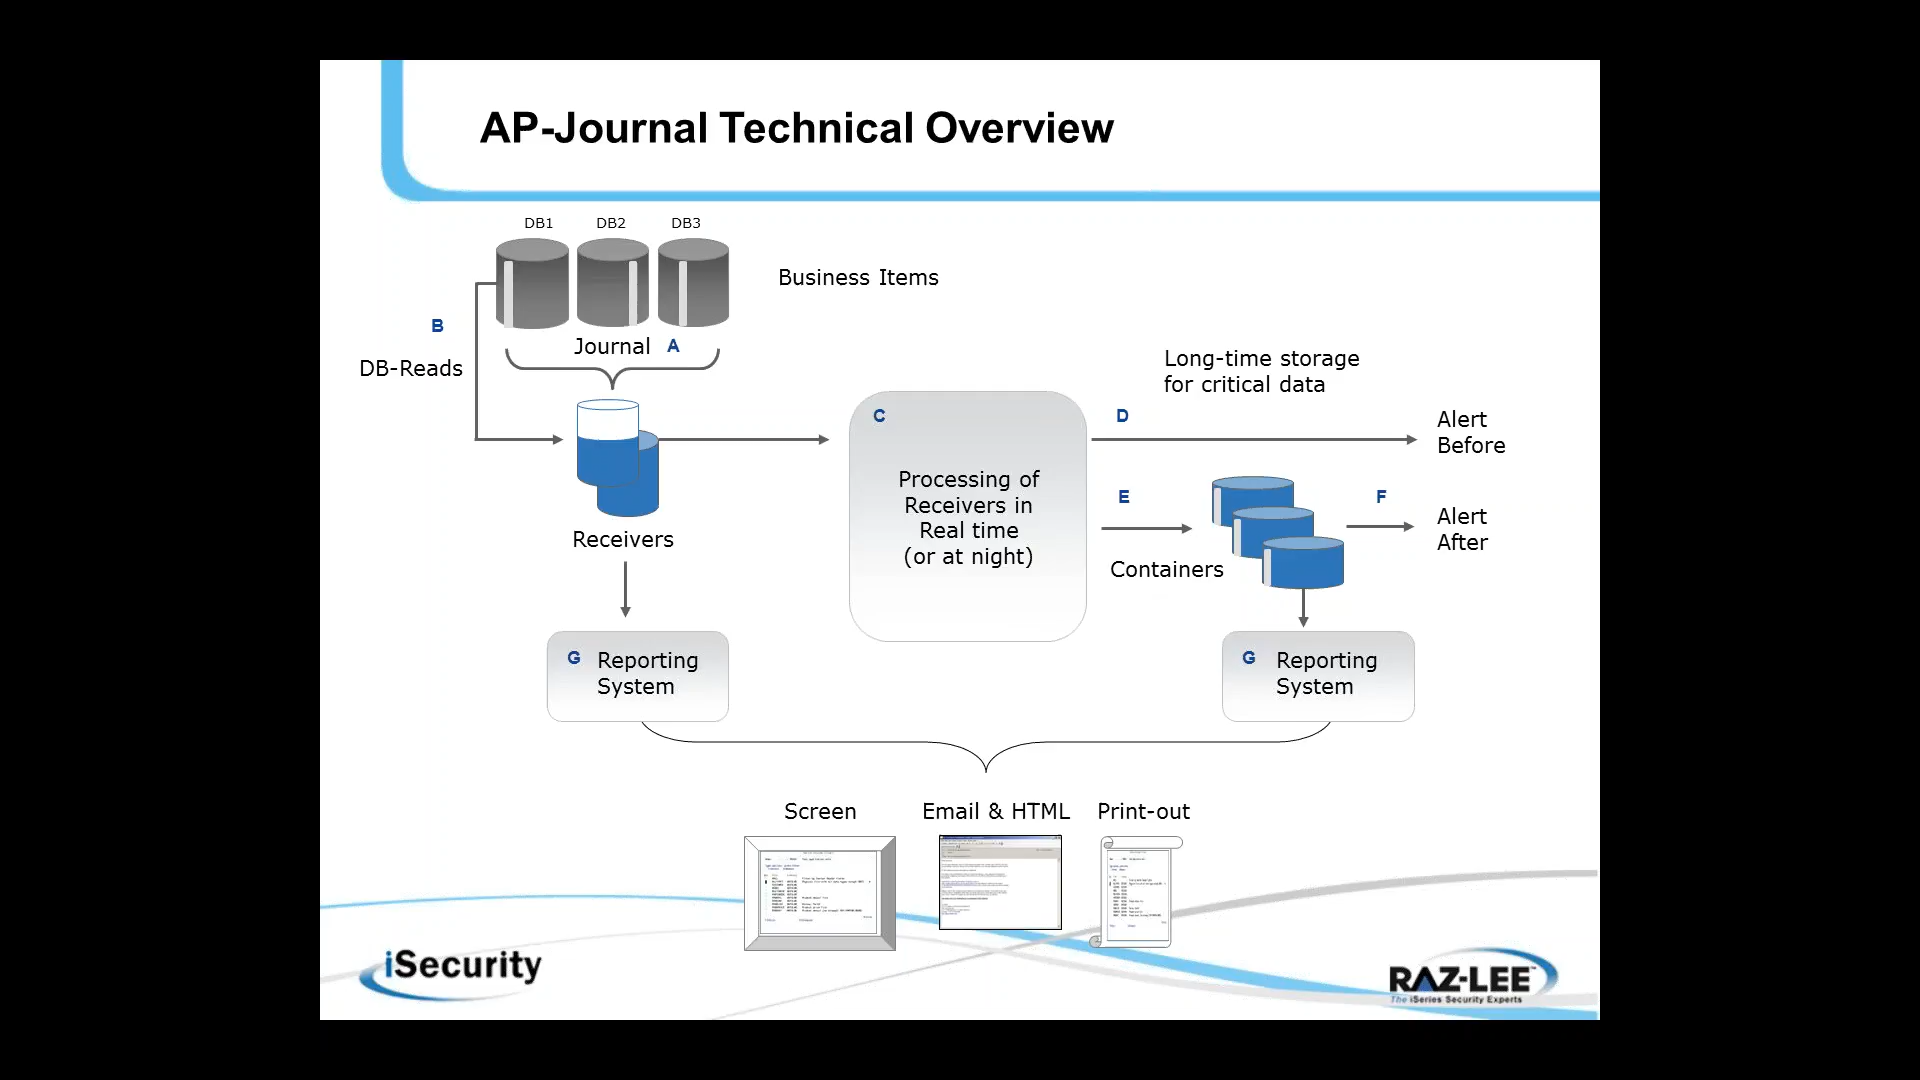 AP-Journal Technical Overview
DB1 DB2 DB3
Business Items
B
Journal A
DB-Reads
Long-time storage
for critical data
C
D
Alert
Before
Processing of
Receivers in
Real time
(or at night)
E
F
Alert
After
Receivers
Containers
G Reporting
System
G Reporting
System
Screen
Email & HTML
Print-out
iSecurity
RAZ-LEE™
The iSeries Security Experts